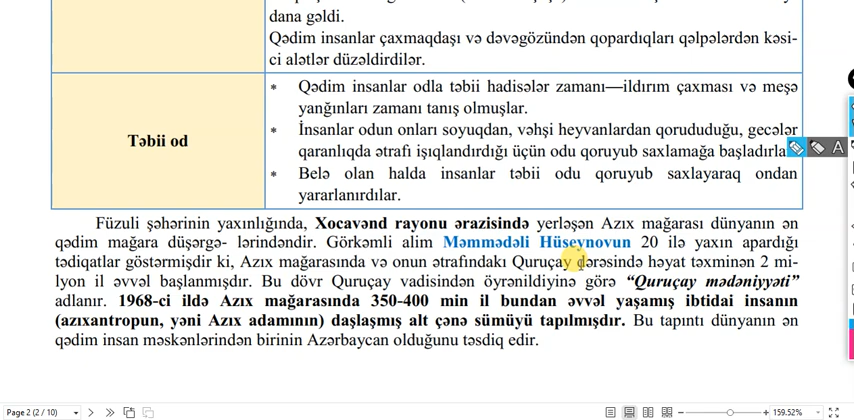 dana gəldi.
Qədim insanlar çaxmaqdaşı və dəvəgözündən qopardıqları qəlpələrdən kəsi-
ci alətlər düzəldirdilər.
Təbii od
* Qədim insanlar odla təbii hadisələr zamanı—ildırım çaxması və meşə
yanğınları zamanı tanış olmuşlar.
* İnsanlar odun onları soyuqdan, vəhşi heyvanlardan qorududuğu, gecələr
qaranlıqda ətrafı işıqlandırdığı üçün odu qoruyub saxlamağa
* Belə olan halda insanlar təbii odu qoruyub saxlayaraq ondan
yararlanırdılar.
Füzuli şəhərinin yaxınlığında, Xocavənd rayonu ərazisində yerləşən Azıx mağarası dünyanın ən
qədim mağara düşərgə- lərindəndir. Görkəmli alim Məmmədəli Hüseynovun 20 ilə yaxın apardığı
tədiqatlar göstərmişdir ki, Azıx mağarasında və onun ətrafındakı Quruçay dərəsində həyat təxminən 2 mi-
lyon il əvvəl başlanmışdır. Bu dövr Quruçay vadisindən öyrənildiyinə görə “Quruçay mədəniyyəti”
adlanır. 1968-ci ildə Azıx mağarasında 350-400 min il bundan əvvəl yaşamış ibtidai insanın
(azıxantropun, yəni Azıx adamının) daşlaşmış alt çənə sümüyü tapılmışdır. Bu tapıntı dünyanın ən
qədim insan məskənlərindən birinin Azərbaycan olduğunu təsdiq edir.
Page 2 (2 / 10)
159.52%